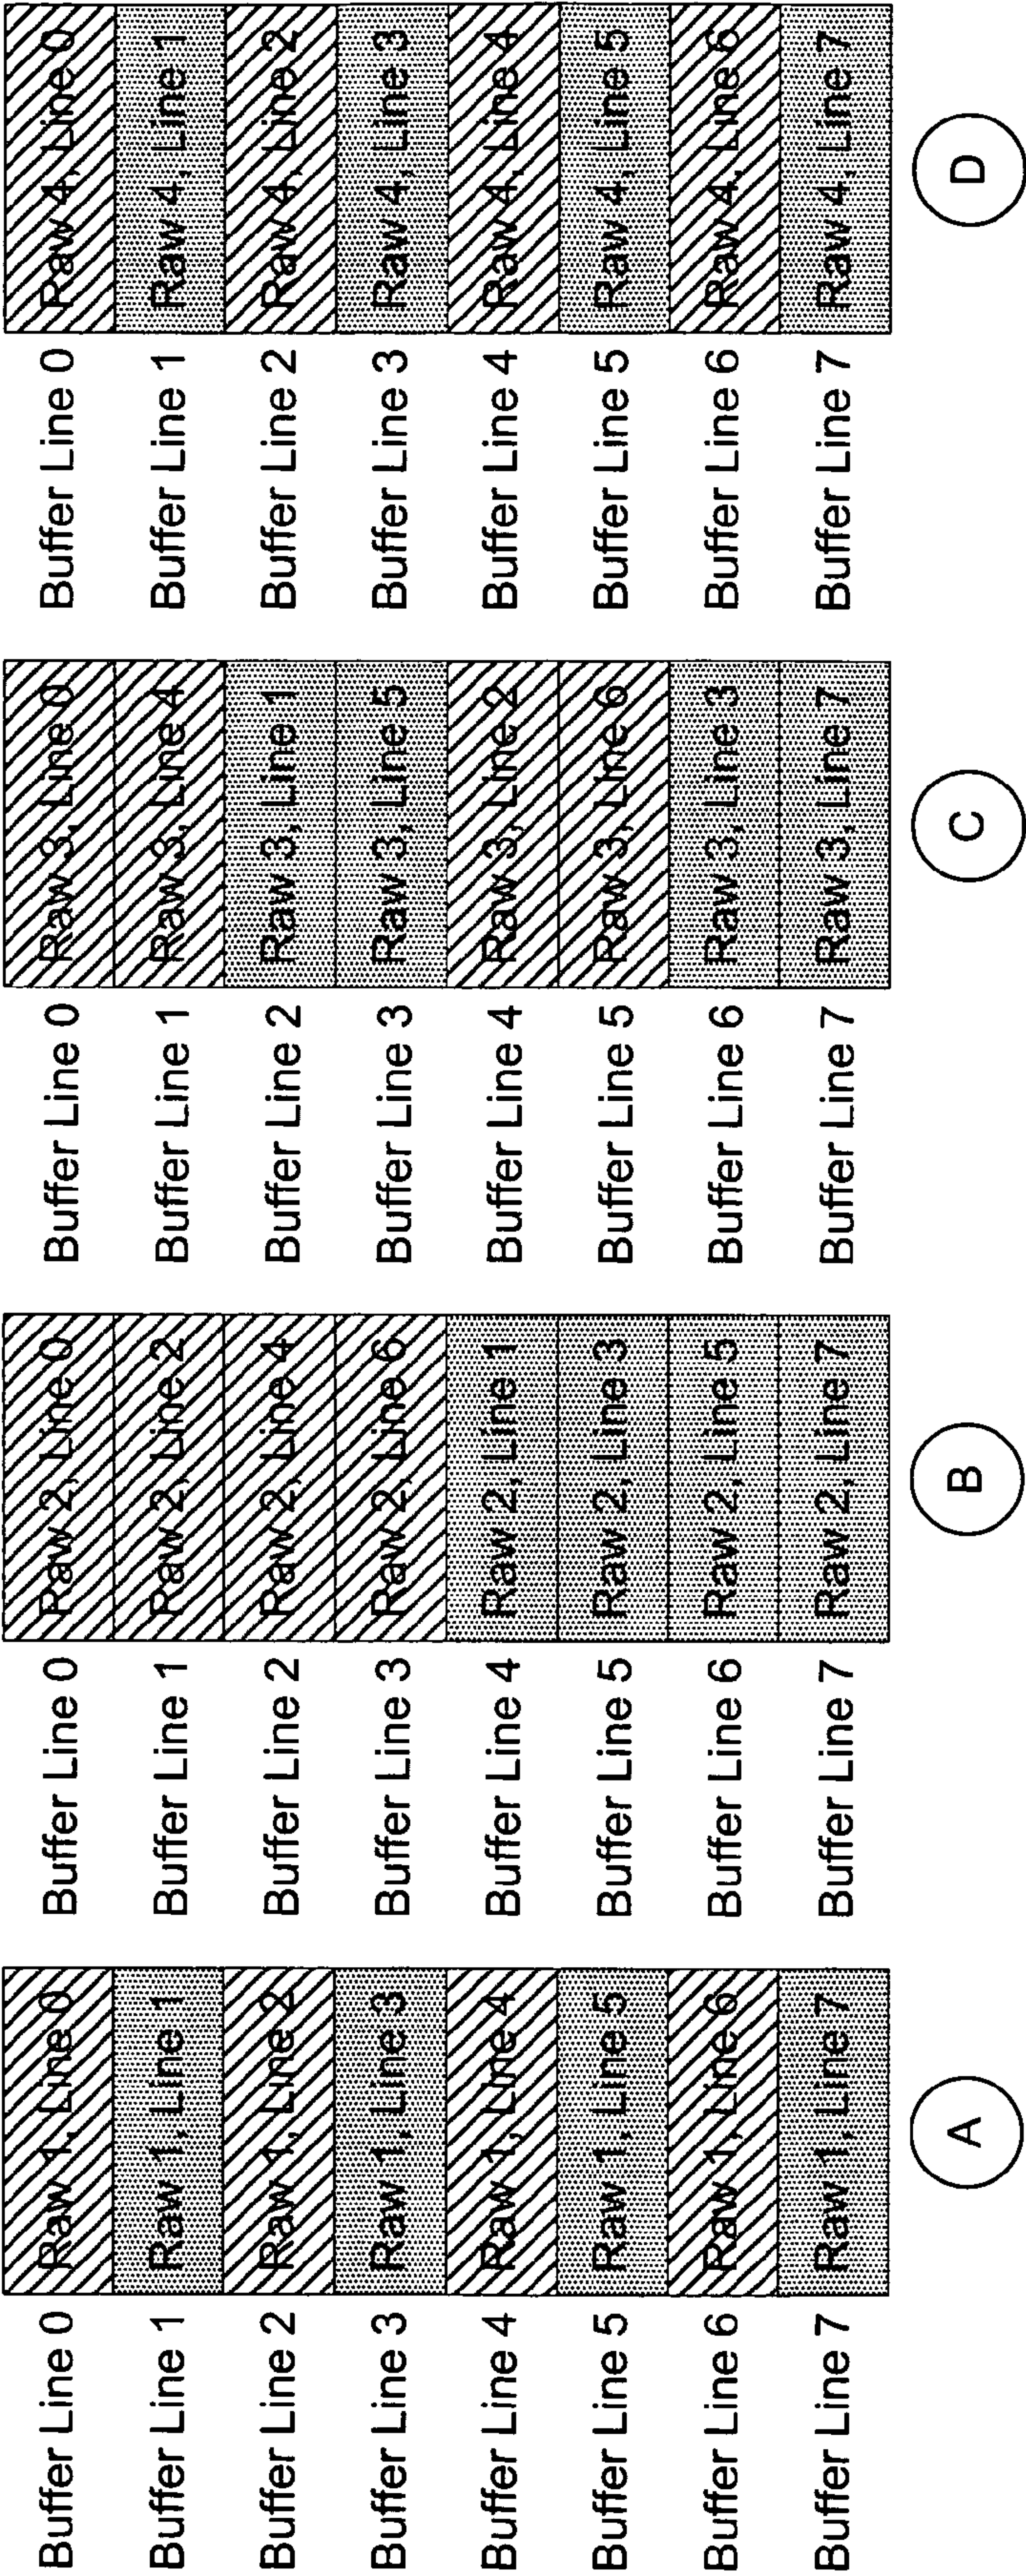 Buffer Line 0 Raw 1, Line 0
Buffer Line 1 Raw 1, Line 1
Buffer Line 2 Raw 1, Line 2
Buffer Line 3 Raw 1, Line 3
Buffer Line 4 Raw 1, Line 4
Buffer Line 5 Raw 1, Line 5
Buffer Line 6 Raw 1, Line 6
Buffer Line 7 Raw 1, Line 7
A
Buffer Line 0 Raw 2, Line 0
Buffer Line 1 Raw 2, Line 2
Buffer Line 2 Raw 2, Line 4
Buffer Line 3 Raw 2, Line 6
Buffer Line 4 Raw 2, Line 1
Buffer Line 5 Raw 2, Line 3
Buffer Line 6 Raw 2, Line 5
Buffer Line 7 Raw 2, Line 7
B
Buffer Line 0 Raw 3, Line 0
Buffer Line 1 Raw 3, Line 4
Buffer Line 2 Raw 3, Line 1
Buffer Line 3 Raw 3, Line 5
Buffer Line 4 Raw 3, Line 2
Buffer Line 5 Raw 3, Line 6
Buffer Line 6 Raw 3, Line 3
Buffer Line 7 Raw 3, Line 7
C
Buffer Line 0 Raw 4, Line 0
Buffer Line 1 Raw 4, Line 1
Buffer Line 2 Raw 4, Line 2
Buffer Line 3 Raw 4, Line 3
Buffer Line 4 Raw 4, Line 4
Buffer Line 5 Raw 4, Line 5
Buffer Line 6 Raw 4, Line 6
Buffer Line 7 Raw 4, Line 7
D